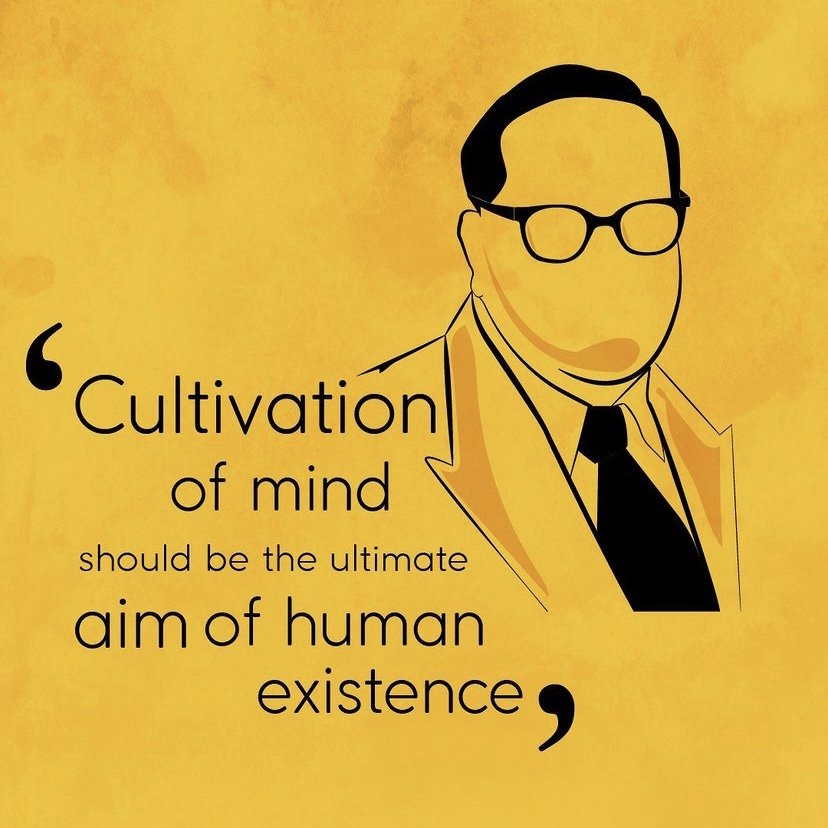 ‘Cultivation
of mind
should be the ultimate
aim of human
existence’